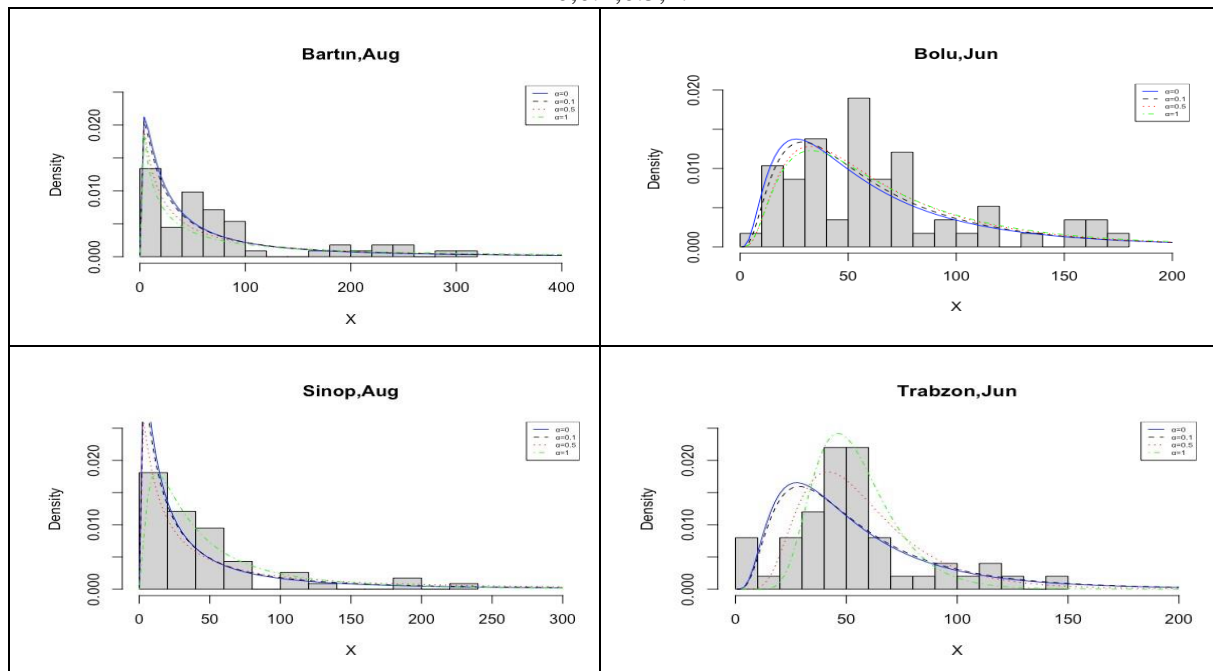 Bartın,Aug
α=0
α=0.1
α=0.5
α=1
Density
0.000 0.010 0.020
0 100 200 300 400
X
Bolu,Jun
α=0
α=0.1
α=0.5
α=1
Density
0.000 0.010 0.020
0 50 100 150 200
X
Sinop,Aug
α=0
α=0.1
α=0.5
α=1
Density
0.000 0.010 0.020
0 50 100 150 200 250 300
X
Trabzon,Jun
α=0
α=0.1
α=0.5
α=1
Density
0.000 0.010 0.020
0 50 100 150 200
X